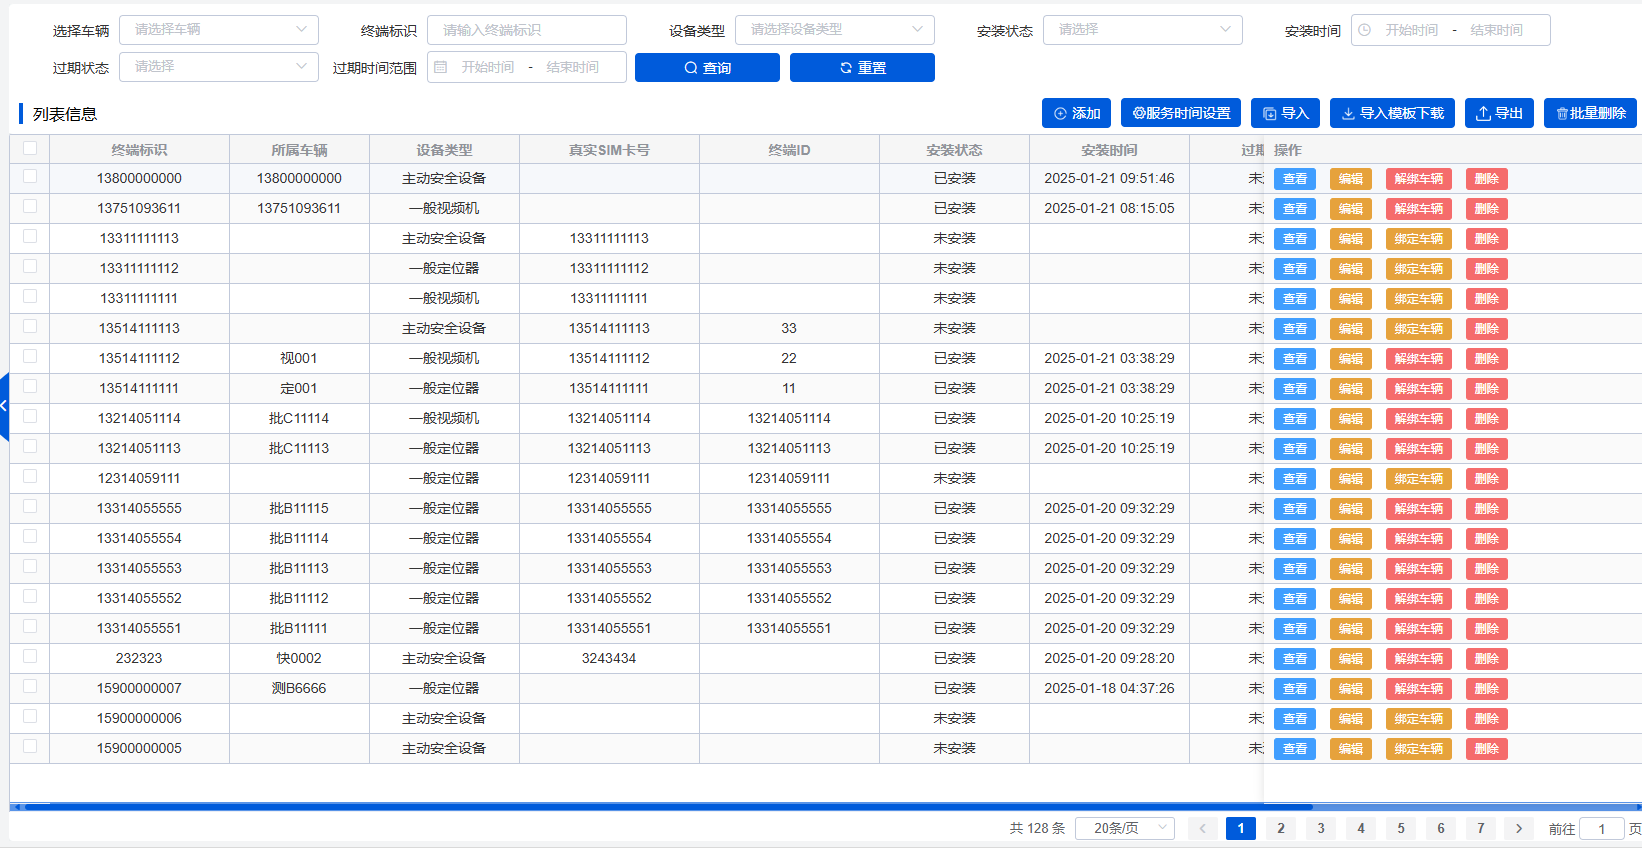 选择车辆 请选择车辆 终端标识 请输入终端标识 设备类型 请选择设备类型 安装状态 请选择 安装时间 开始时间 - 结束时间
过期状态 请选择 过期时间范围 开始时间 - 结束时间 查询 重置
列表信息 添加 服务时间设置 导入 导入模板下载 导出 批量删除
终端标识 所属车辆 设备类型 真实SIM卡号 终端ID 安装状态 安装时间 过期 操作
13800000000 13800000000 主动安全设备 已安装 2025-01-21 09:51:46 未 查看 编辑 解绑车辆 删除
13751093611 13751093611 一般视频机 已安装 2025-01-21 08:15:05 未 查看 编辑 解绑车辆 删除
13311111113 主动安全设备 13311111113 未安装 未 查看 编辑 绑定车辆 删除
13311111112 一般定位器 13311111112 未安装 未 查看 编辑 绑定车辆 删除
13311111111 一般视频机 13311111111 未安装 未 查看 编辑 绑定车辆 删除
13514111113 主动安全设备 13514111113 33 未安装 未 查看 编辑 绑定车辆 删除
13514111112 视001 一般视频机 13514111112 22 已安装 2025-01-21 03:38:29 未 查看 编辑 解绑车辆 删除
13514111111 定001 一般定位器 13514111111 11 已安装 2025-01-21 03:38:29 未 查看 编辑 解绑车辆 删除
13214051114 批C11114 一般视频机 13214051114 13214051114 已安装 2025-01-20 10:25:19 未 查看 编辑 解绑车辆 删除
13214051113 批C11113 一般定位器 13214051113 13214051113 已安装 2025-01-20 10:25:19 未 查看 编辑 解绑车辆 删除
12314059111 一般定位器 12314059111 12314059111 未安装 未 查看 编辑 绑定车辆 删除
13314055555 批B11115 一般定位器 13314055555 13314055555 已安装 2025-01-20 09:32:29 未 查看 编辑 解绑车辆 删除
13314055554 批B11114 一般定位器 13314055554 13314055554 已安装 2025-01-20 09:32:29 未 查看 编辑 解绑车辆 删除
13314055553 批B11113 一般定位器 13314055553 13314055553 已安装 2025-01-20 09:32:29 未 查看 编辑 解绑车辆 删除
13314055552 批B11112 一般定位器 13314055552 13314055552 已安装 2025-01-20 09:32:29 未 查看 编辑 解绑车辆 删除
13314055551 批B11111 一般定位器 13314055551 13314055551 已安装 2025-01-20 09:32:29 未 查看 编辑 解绑车辆 删除
232323 快0002 主动安全设备 3243434 已安装 2025-01-20 09:28:20 未 查看 编辑 解绑车辆 删除
15900000007 测B6666 一般定位器 已安装 2025-01-18 04:37:26 未 查看 编辑 解绑车辆 删除
15900000006 主动安全设备 未安装 未 查看 编辑 绑定车辆 删除
15900000005 主动安全设备 未安装 未 查看 编辑 绑定车辆 删除
共 128 条 20条/页 1 2 3 4 5 6 7 前往 1 页